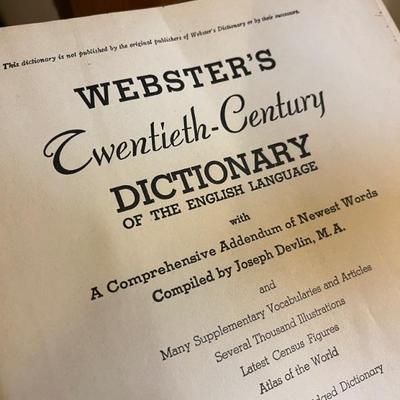 This dictionary is not published by the original publishers of Webster's Dictionary or by their successors.
WEBSTER'S
Twentieth-Century
DICTIONARY
OF THE ENGLISH LANGUAGE
with
A Comprehensive Addendum of Newest Words
Compiled by Joseph Devlin, M.A.
and
Many Supplementary Vocabularies and Articles
Several Thousand Illustrations
Latest Census Figures
Atlas of the World
Dictionary